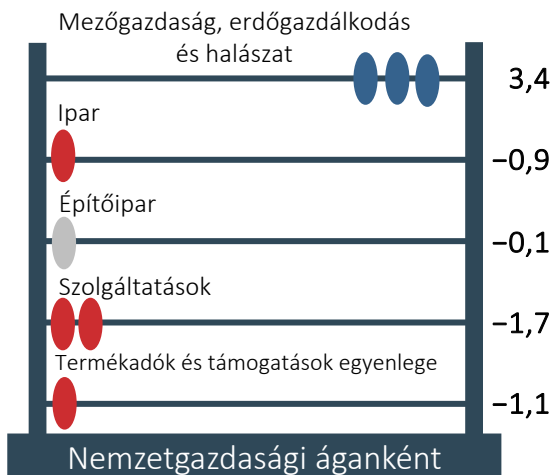 Mezőgazdaság, erdőgazdálkodás
és halászat
3,4
Ipar
−0,9
Építőipar
−0,1
Szolgáltatások
−1,7
Termékadók és támogatások egyenlege
−1,1
Nemzetgazdasági áganként